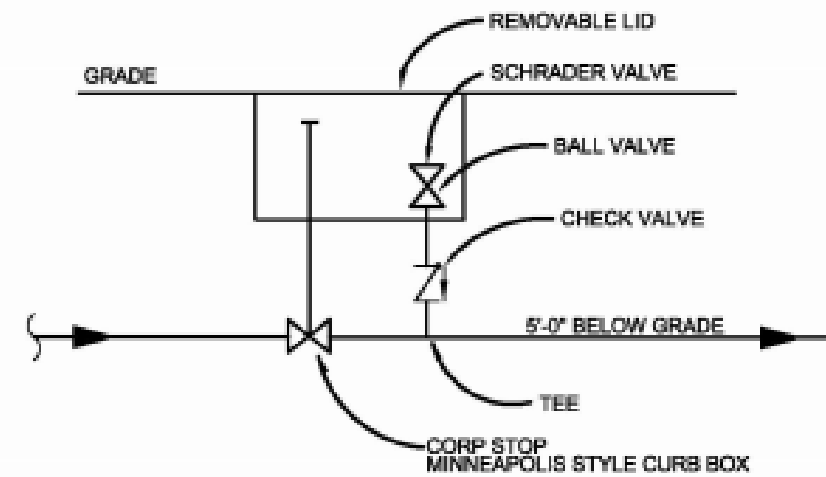 REMOVABLE LID
GRADE
SCHRADER VALVE
BALL VALVE
CHECK VALVE
5'-0" BELOW GRADE
TEE
CORP STOP
MINNEAPOLIS STYLE CURB BOX